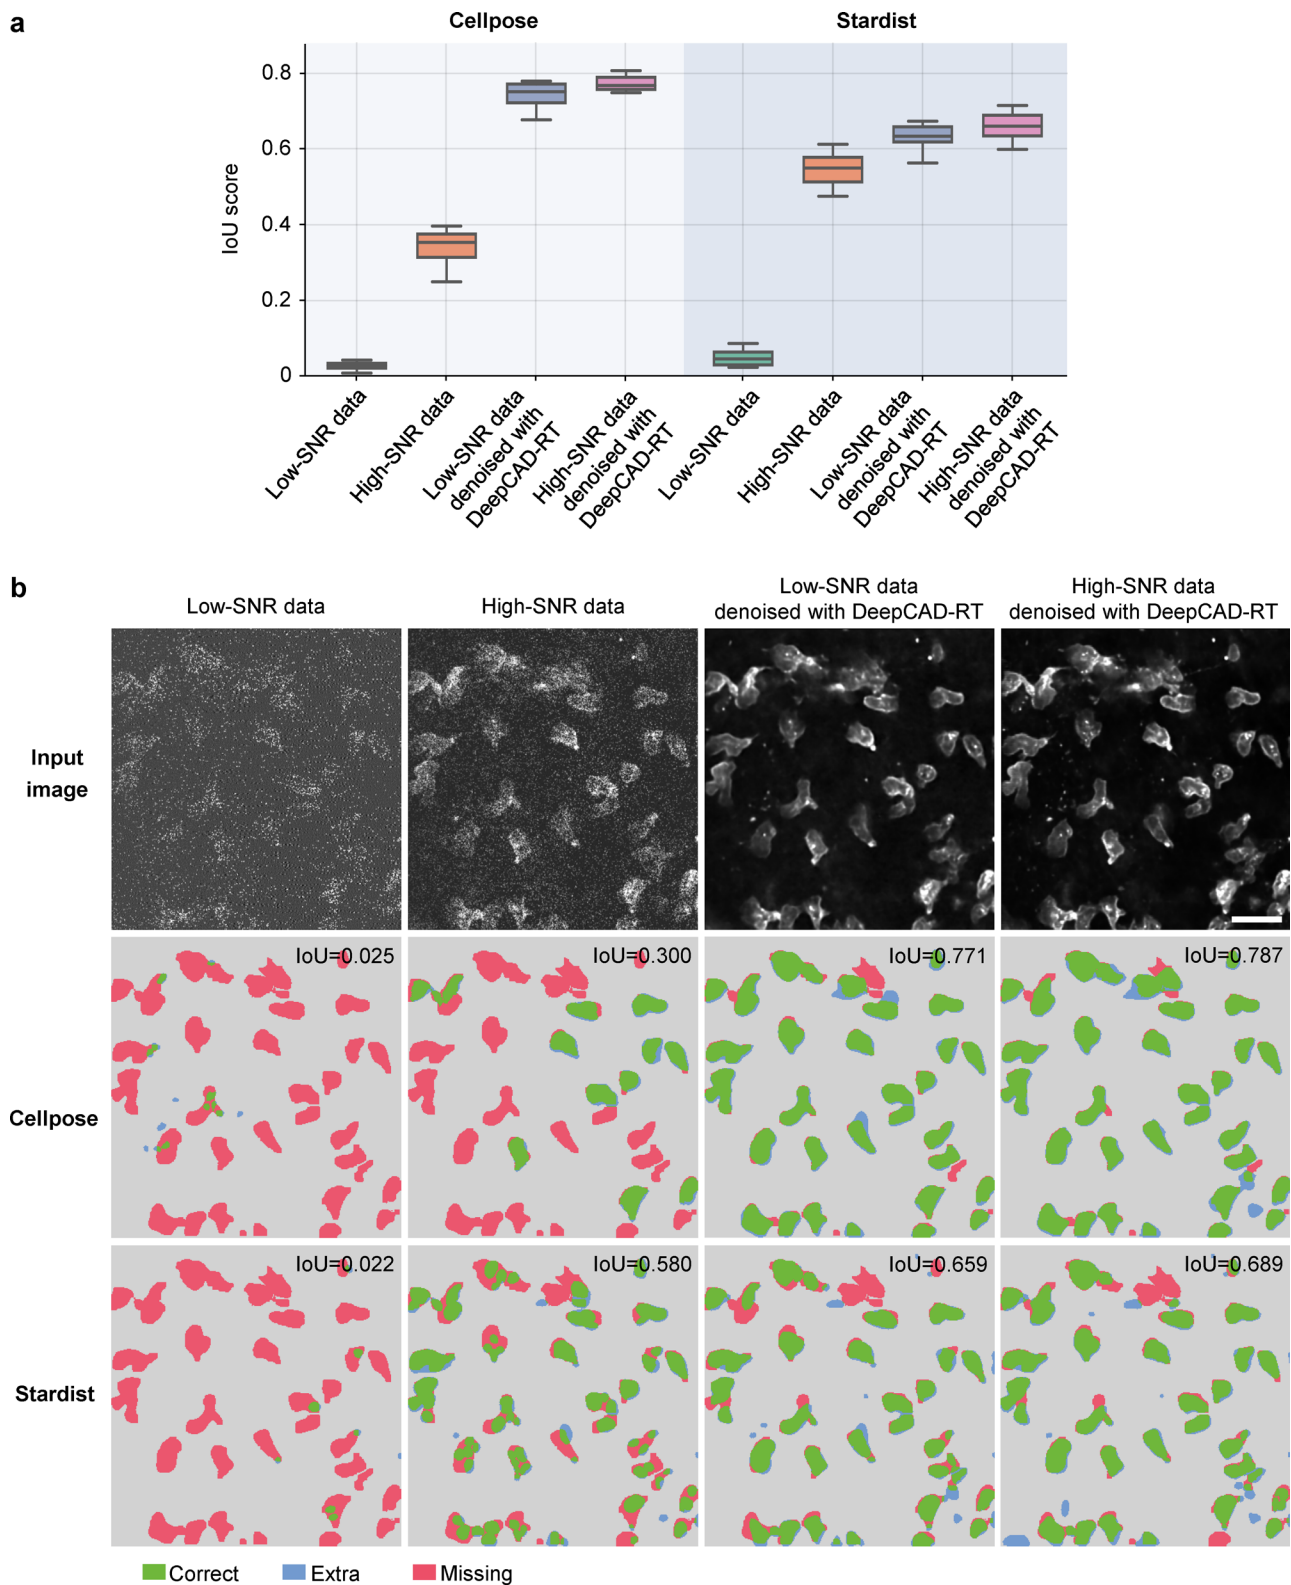 a
Cellpose
Stardist
IoU score
0.8
0.6
0.4
0.2
0
Low-SNR data
High-SNR data
Low-SNR data
denoised with
DeepCAD-RT
High-SNR data
denoised with
DeepCAD-RT
Low-SNR data
High-SNR data
Low-SNR data
denoised with
DeepCAD-RT
High-SNR data
denoised with
DeepCAD-RT
b
Low-SNR data
High-SNR data
Low-SNR data
denoised with DeepCAD-RT
High-SNR data
denoised with DeepCAD-RT
Input
image
Cellpose
IoU=0.025
IoU=0.300
IoU=0.771
IoU=0.787
Stardist
IoU=0.022
IoU=0.580
IoU=0.659
IoU=0.689
Correct
Extra
Missing